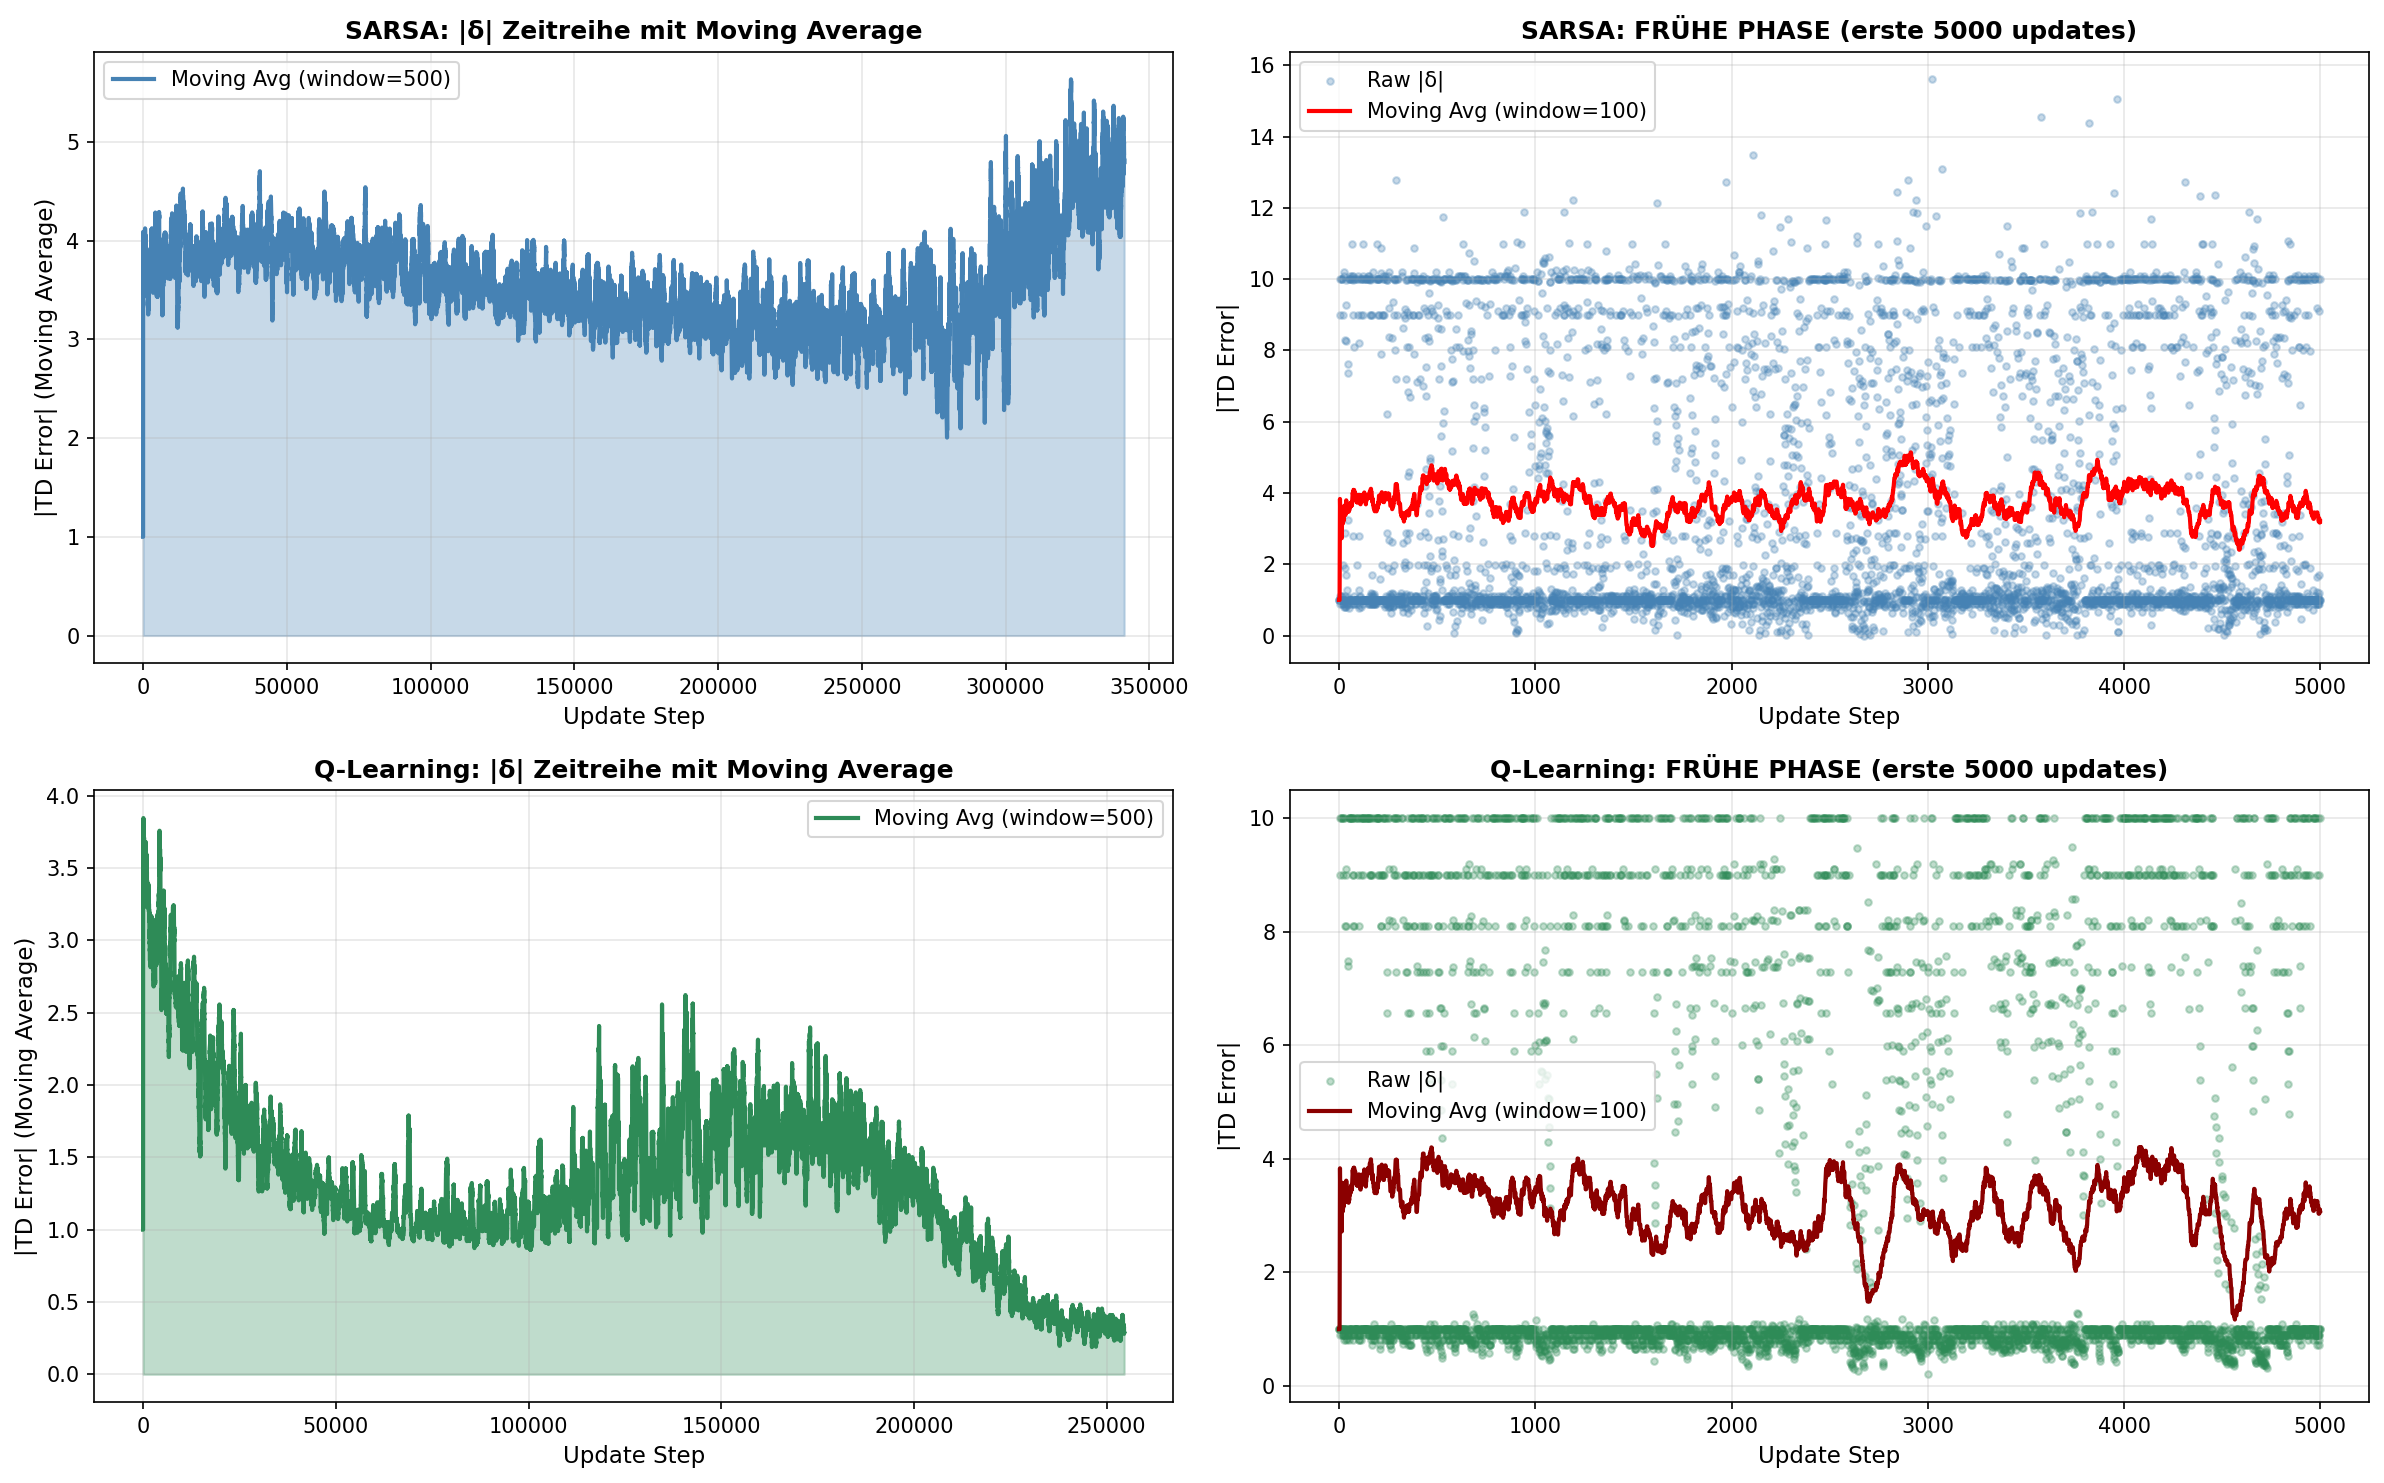 SARSA: |δ| Zeitreihe mit Moving Average
Moving Avg (window=500)
|TD Error| (Moving Average)
5
4
3
2
1
0
0 50000 100000 150000 200000 250000 300000 350000
Update Step
SARSA: FRÜHE PHASE (erste 5000 updates)
Raw |δ|
Moving Avg (window=100)
|TD Error|
16
14
12
10
8
6
4
2
0
0 1000 2000 3000 4000 5000
Update Step
Q-Learning: |δ| Zeitreihe mit Moving Average
Moving Avg (window=500)
|TD Error| (Moving Average)
4.0
3.5
3.0
2.5
2.0
1.5
1.0
0.5
0.0
0 50000 100000 150000 200000 250000
Update Step
Q-Learning: FRÜHE PHASE (erste 5000 updates)
Raw |δ|
Moving Avg (window=100)
|TD Error|
10
8
6
4
2
0
0 1000 2000 3000 4000 5000
Update Step